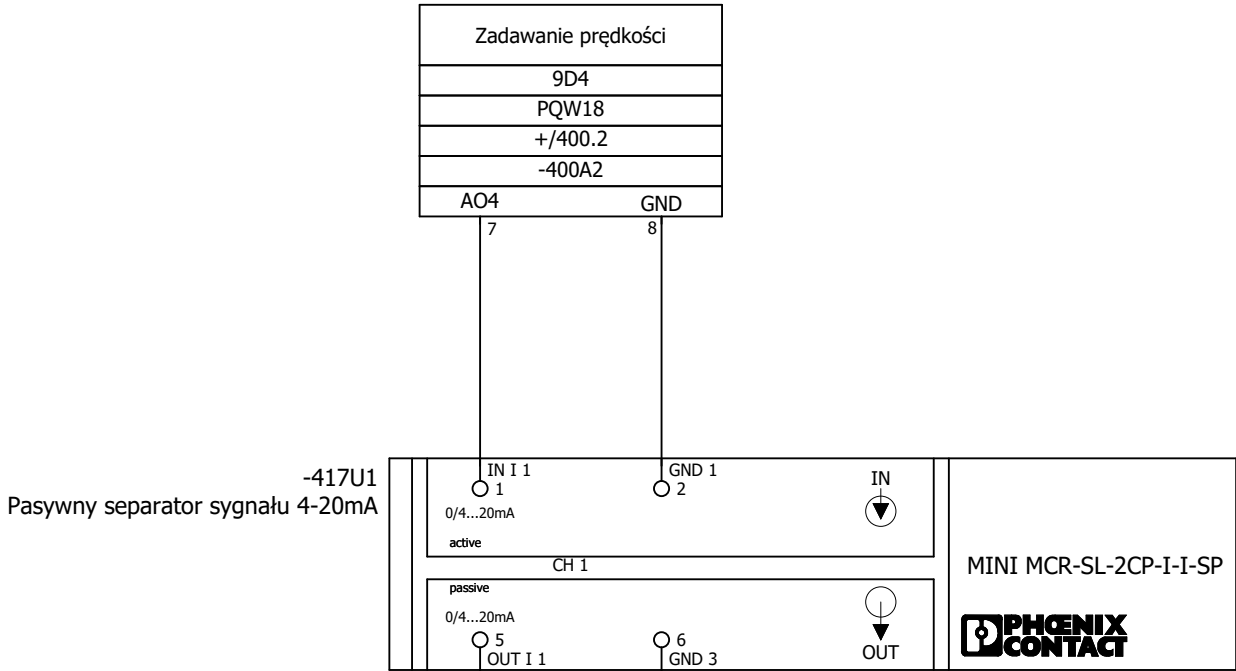 Zadawanie prędkości
9D4
PQW18
+/400.2
-400A2
AO4 GND
7 8
-417U1
Pasywny separator sygnału 4-20mA
IN I 1 GND 1 IN
1 2
0/4...20mA
active
CH 1
MINI MCR-SL-2CP-I-I-SP
passive
0/4...20mA
5 6
OUT I 1 GND 3 OUT
PHŒNIX
CONTACT